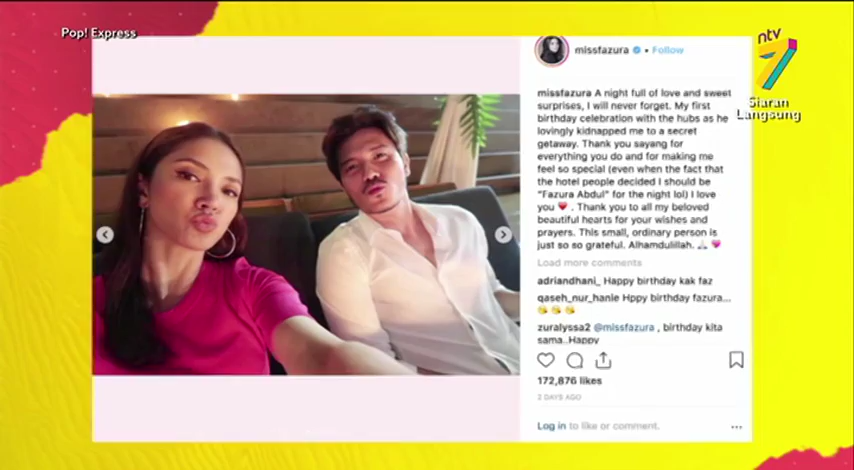 Pop! Express
missfazura • Follow
ntv
7
Siaran
Langsung
missfazura A night full of love and sweet
surprises, I will never forget. My first
birthday celebration with the hubs as he
lovingly kidnapped me to a secret
getaway. Thank you sayang for
everything you do and for making me
feel so special (even when the fact that
the hotel people decided I should be
"Fazura Abdul" for the night lol) I love
you ❤️ . Thank you to all my beloved
beautiful hearts for your wishes and
prayers. This small, ordinary person is
just so so grateful. Alhamdulillah. 🙏🏻 💖
Load more comments
adriandhani_ Happy birthday kak faz
qaseh_nur_hanie Hppy birthday fazura...
😘 😘 😘
zuralyssa2 @missfazura , birthday kita
sama..Happy
172,876 likes
2 DAYS AGO
Log in to like or comment.